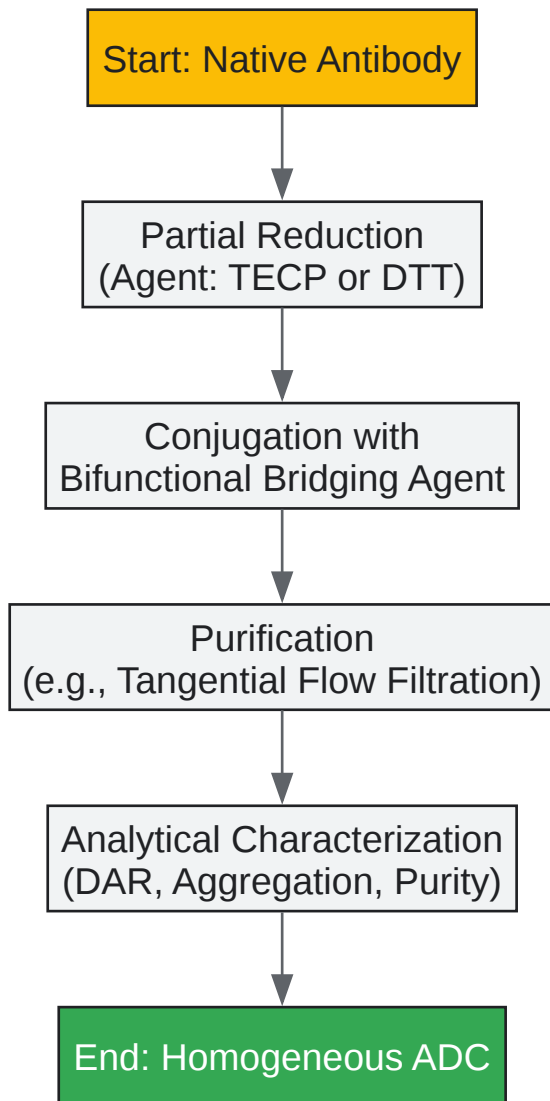 Start: Native Antibody
Partial Reduction
(Agent: TECP or DTT)
Conjugation with
Bifunctional Bridging Agent
Purification
(e.g., Tangential Flow Filtration)
Analytical Characterization
(DAR, Aggregation, Purity)
End: Homogeneous ADC